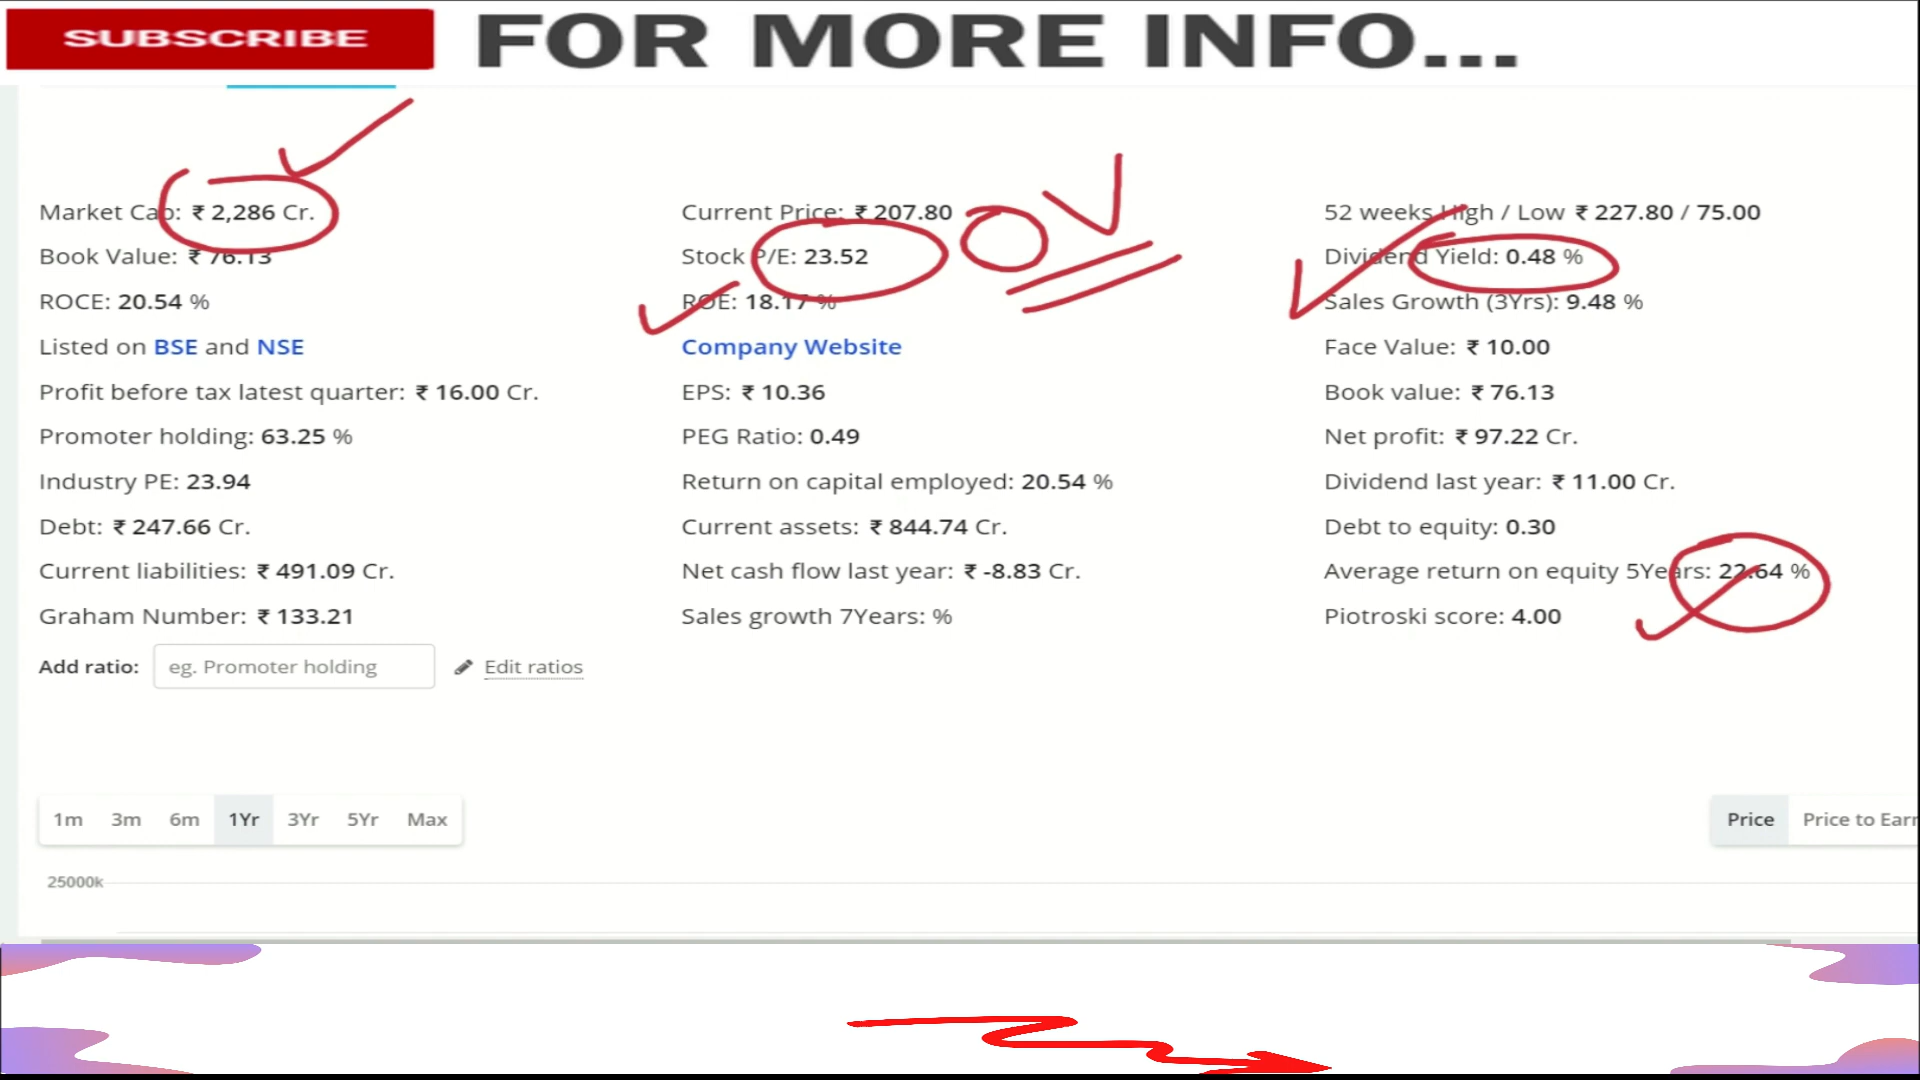 SUBSCRIBE FOR MORE INFO...
Market Cap: ₹ 2,286 Cr.
Current Price: ₹ 207.80
52 weeks High / Low ₹ 227.80 / 75.00
Book Value: ₹ 76.13
Stock P/E: 23.52
Dividend Yield: 0.48 %
ROCE: 20.54 %
ROE: 18.17 %
Sales Growth (3Yrs): 9.48 %
Listed on BSE and NSE
Company Website
Face Value: ₹ 10.00
Profit before tax latest quarter: ₹ 16.00 Cr.
EPS: ₹ 10.36
Book value: ₹ 76.13
Promoter holding: 63.25 %
PEG Ratio: 0.49
Net profit: ₹ 97.22 Cr.
Industry PE: 23.94
Return on capital employed: 20.54 %
Dividend last year: ₹ 11.00 Cr.
Debt: ₹ 247.66 Cr.
Current assets: ₹ 844.74 Cr.
Debt to equity: 0.30
Current liabilities: ₹ 491.09 Cr.
Net cash flow last year: ₹ -8.83 Cr.
Average return on equity 5Years: 22.64 %
Graham Number: ₹ 133.21
Sales growth 7Years: %
Piotroski score: 4.00
Add ratio: eg. Promoter holding Edit ratios
1m 3m 6m 1Yr 3Yr 5Yr Max
Price Price to Earn
25000k
OV